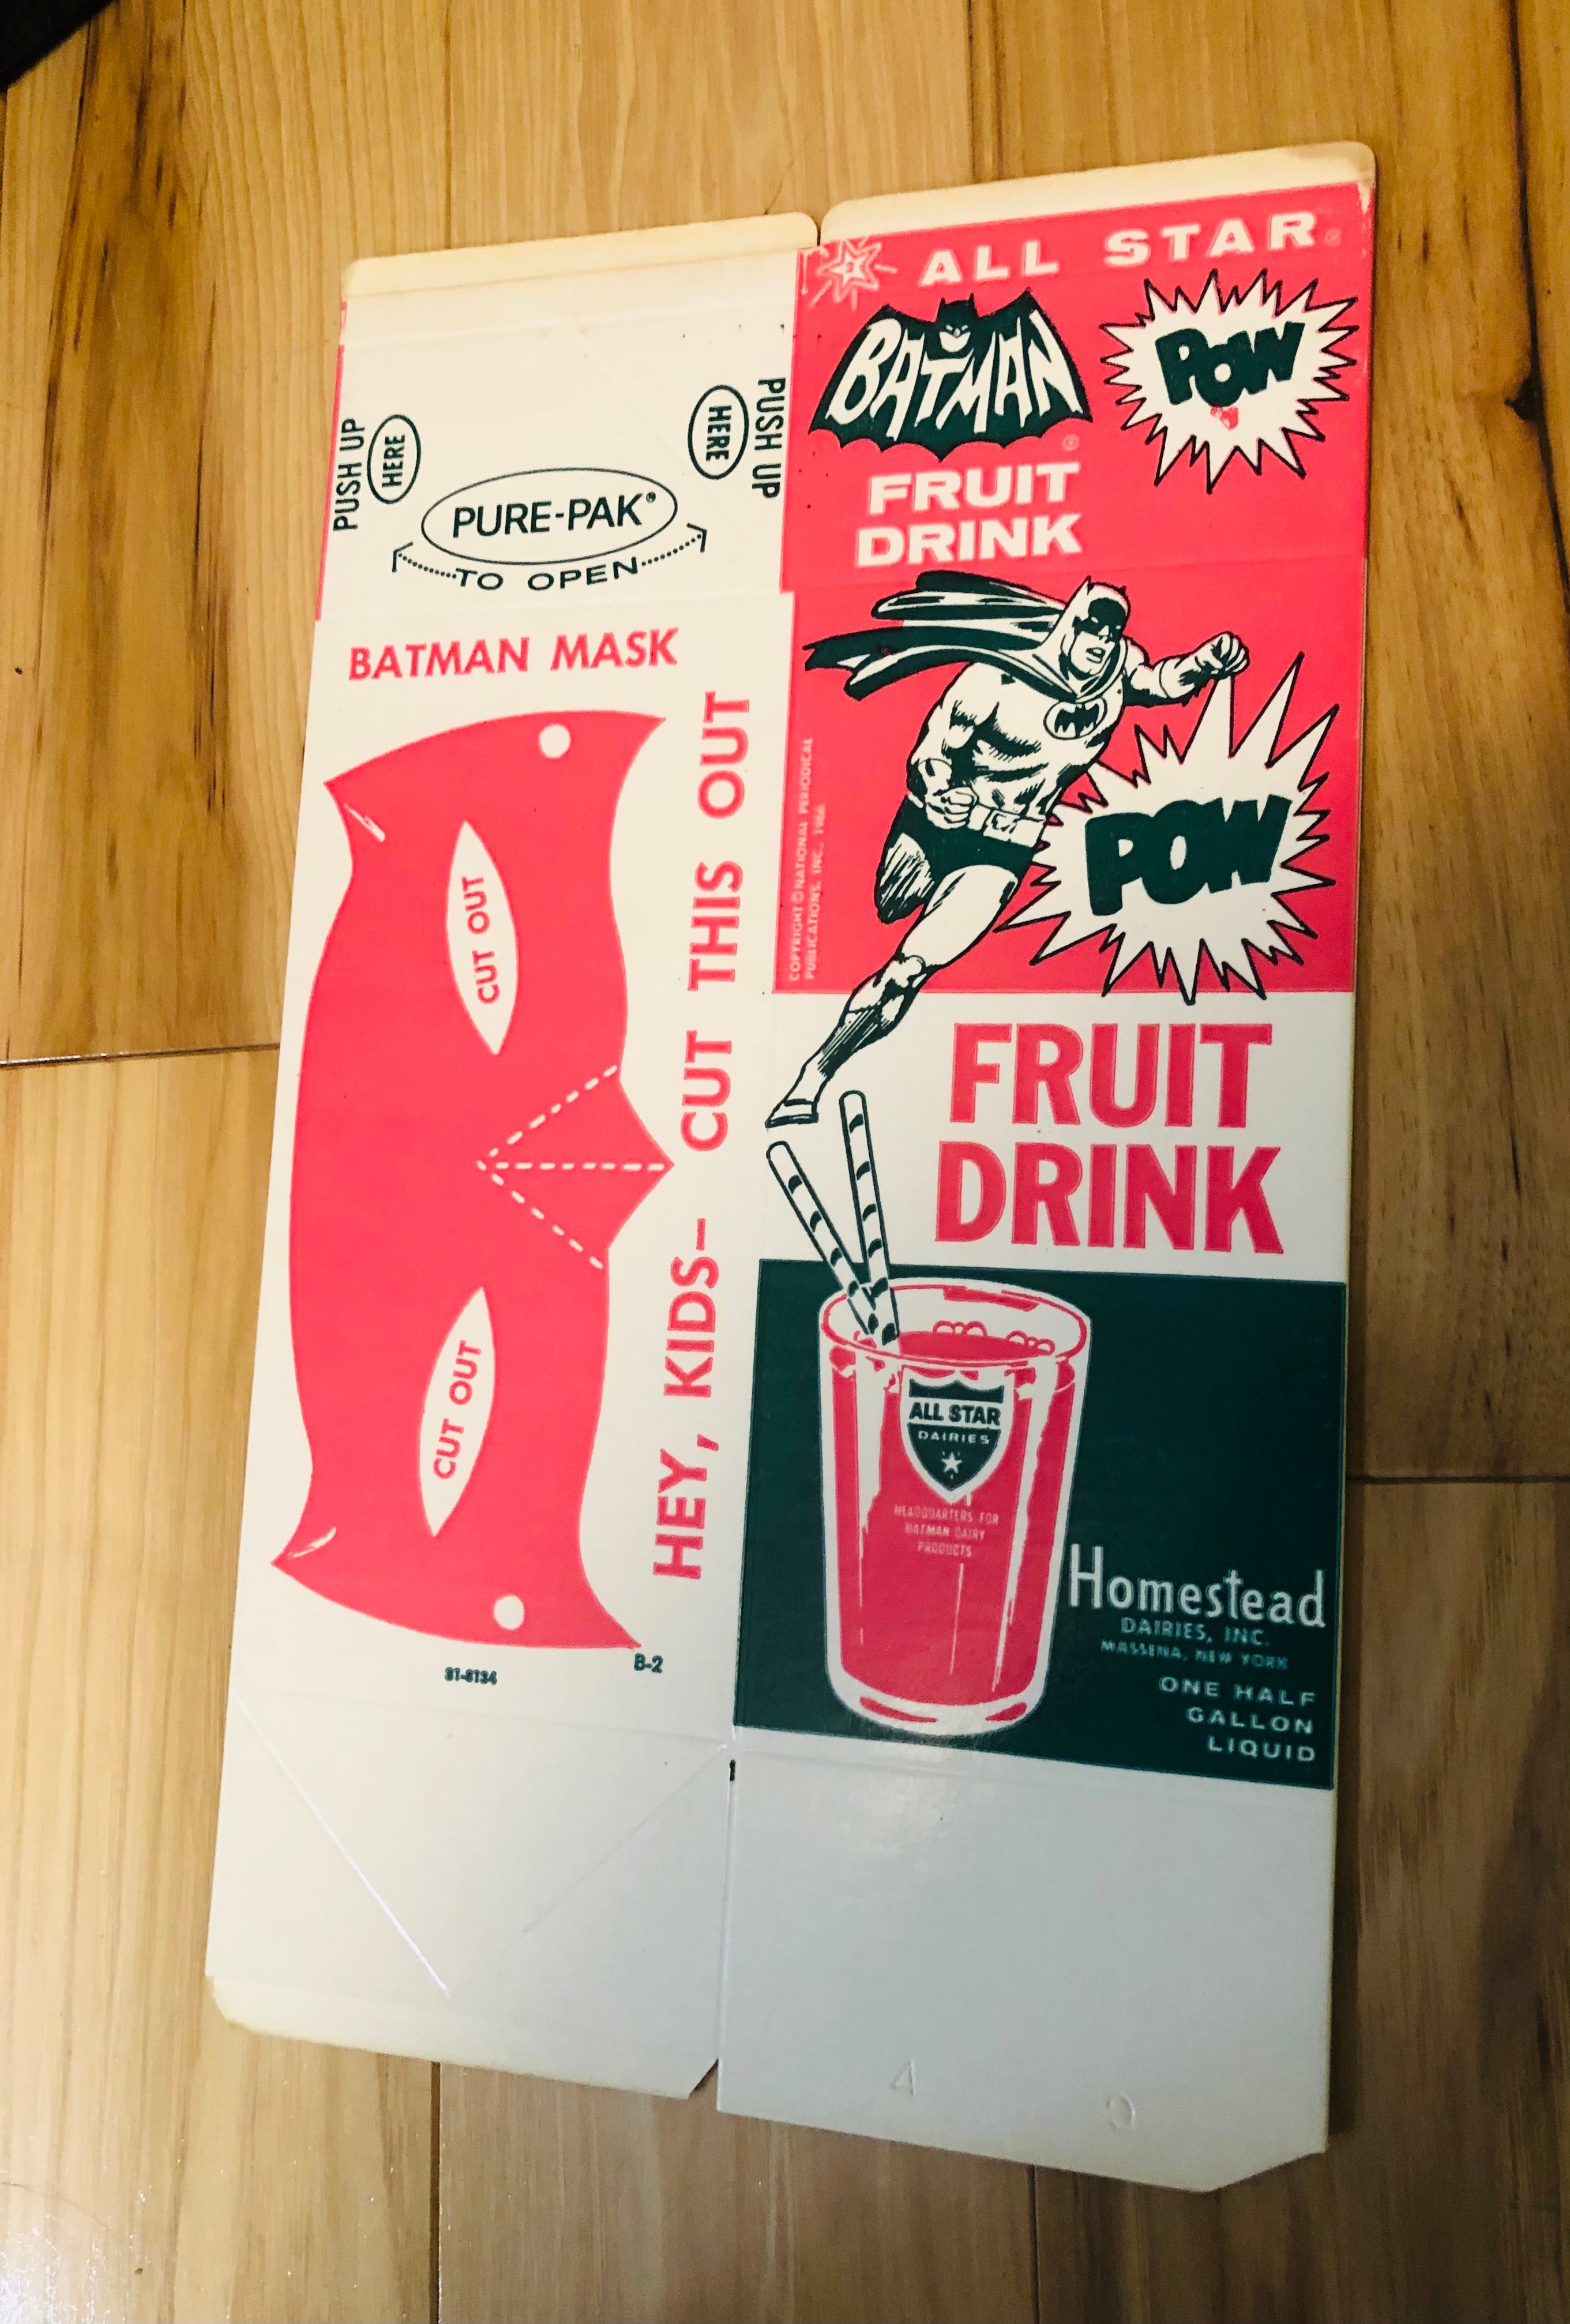 PUSH UP
HERE
PUSH UP
HERE
PURE-PAK®
TO OPEN
BATMAN MASK
CUT OUT
CUT OUT
HEY, KIDS- CUT THIS OUT
B-2
81-8134
ALL STAR
BATMAN
®
POW
FRUIT
DRINK
COPYRIGHT © NATIONAL PERIODICAL
PUBLICATIONS, INC., 1966
POW
FRUIT
DRINK
ALL STAR
DAIRIES
HEADQUARTERS FOR
BATMAN DAIRY
PRODUCTS
Homestead
DAIRIES, INC.
MASSENA, NEW YORK
ONE HALF
GALLON
LIQUID
1
4